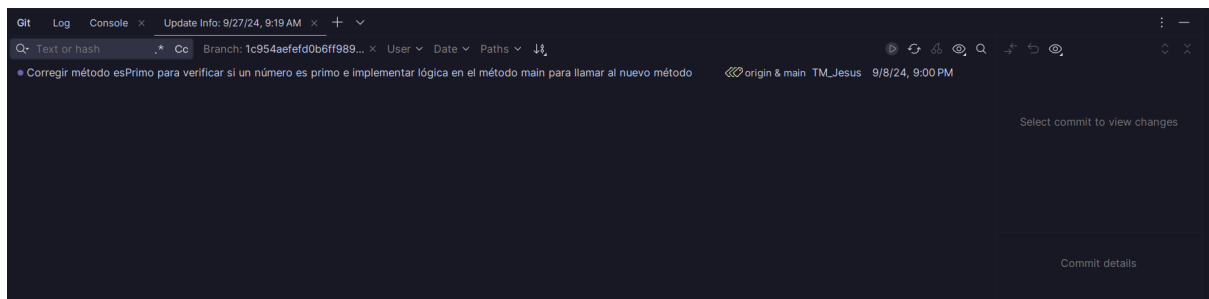 Git Log Console × Update Info: 9/27/24, 9:19 AM ×
Text or hash .* Cc Branch: 1c954aefefd0b6ff989... × User Date Paths
Corregir método esPrimo para verificar si un número es primo e implementar lógica en el método main para llamar al nuevo método origin & main TM_Jesus 9/8/24, 9:00 PM
Select commit to view changes
Commit details